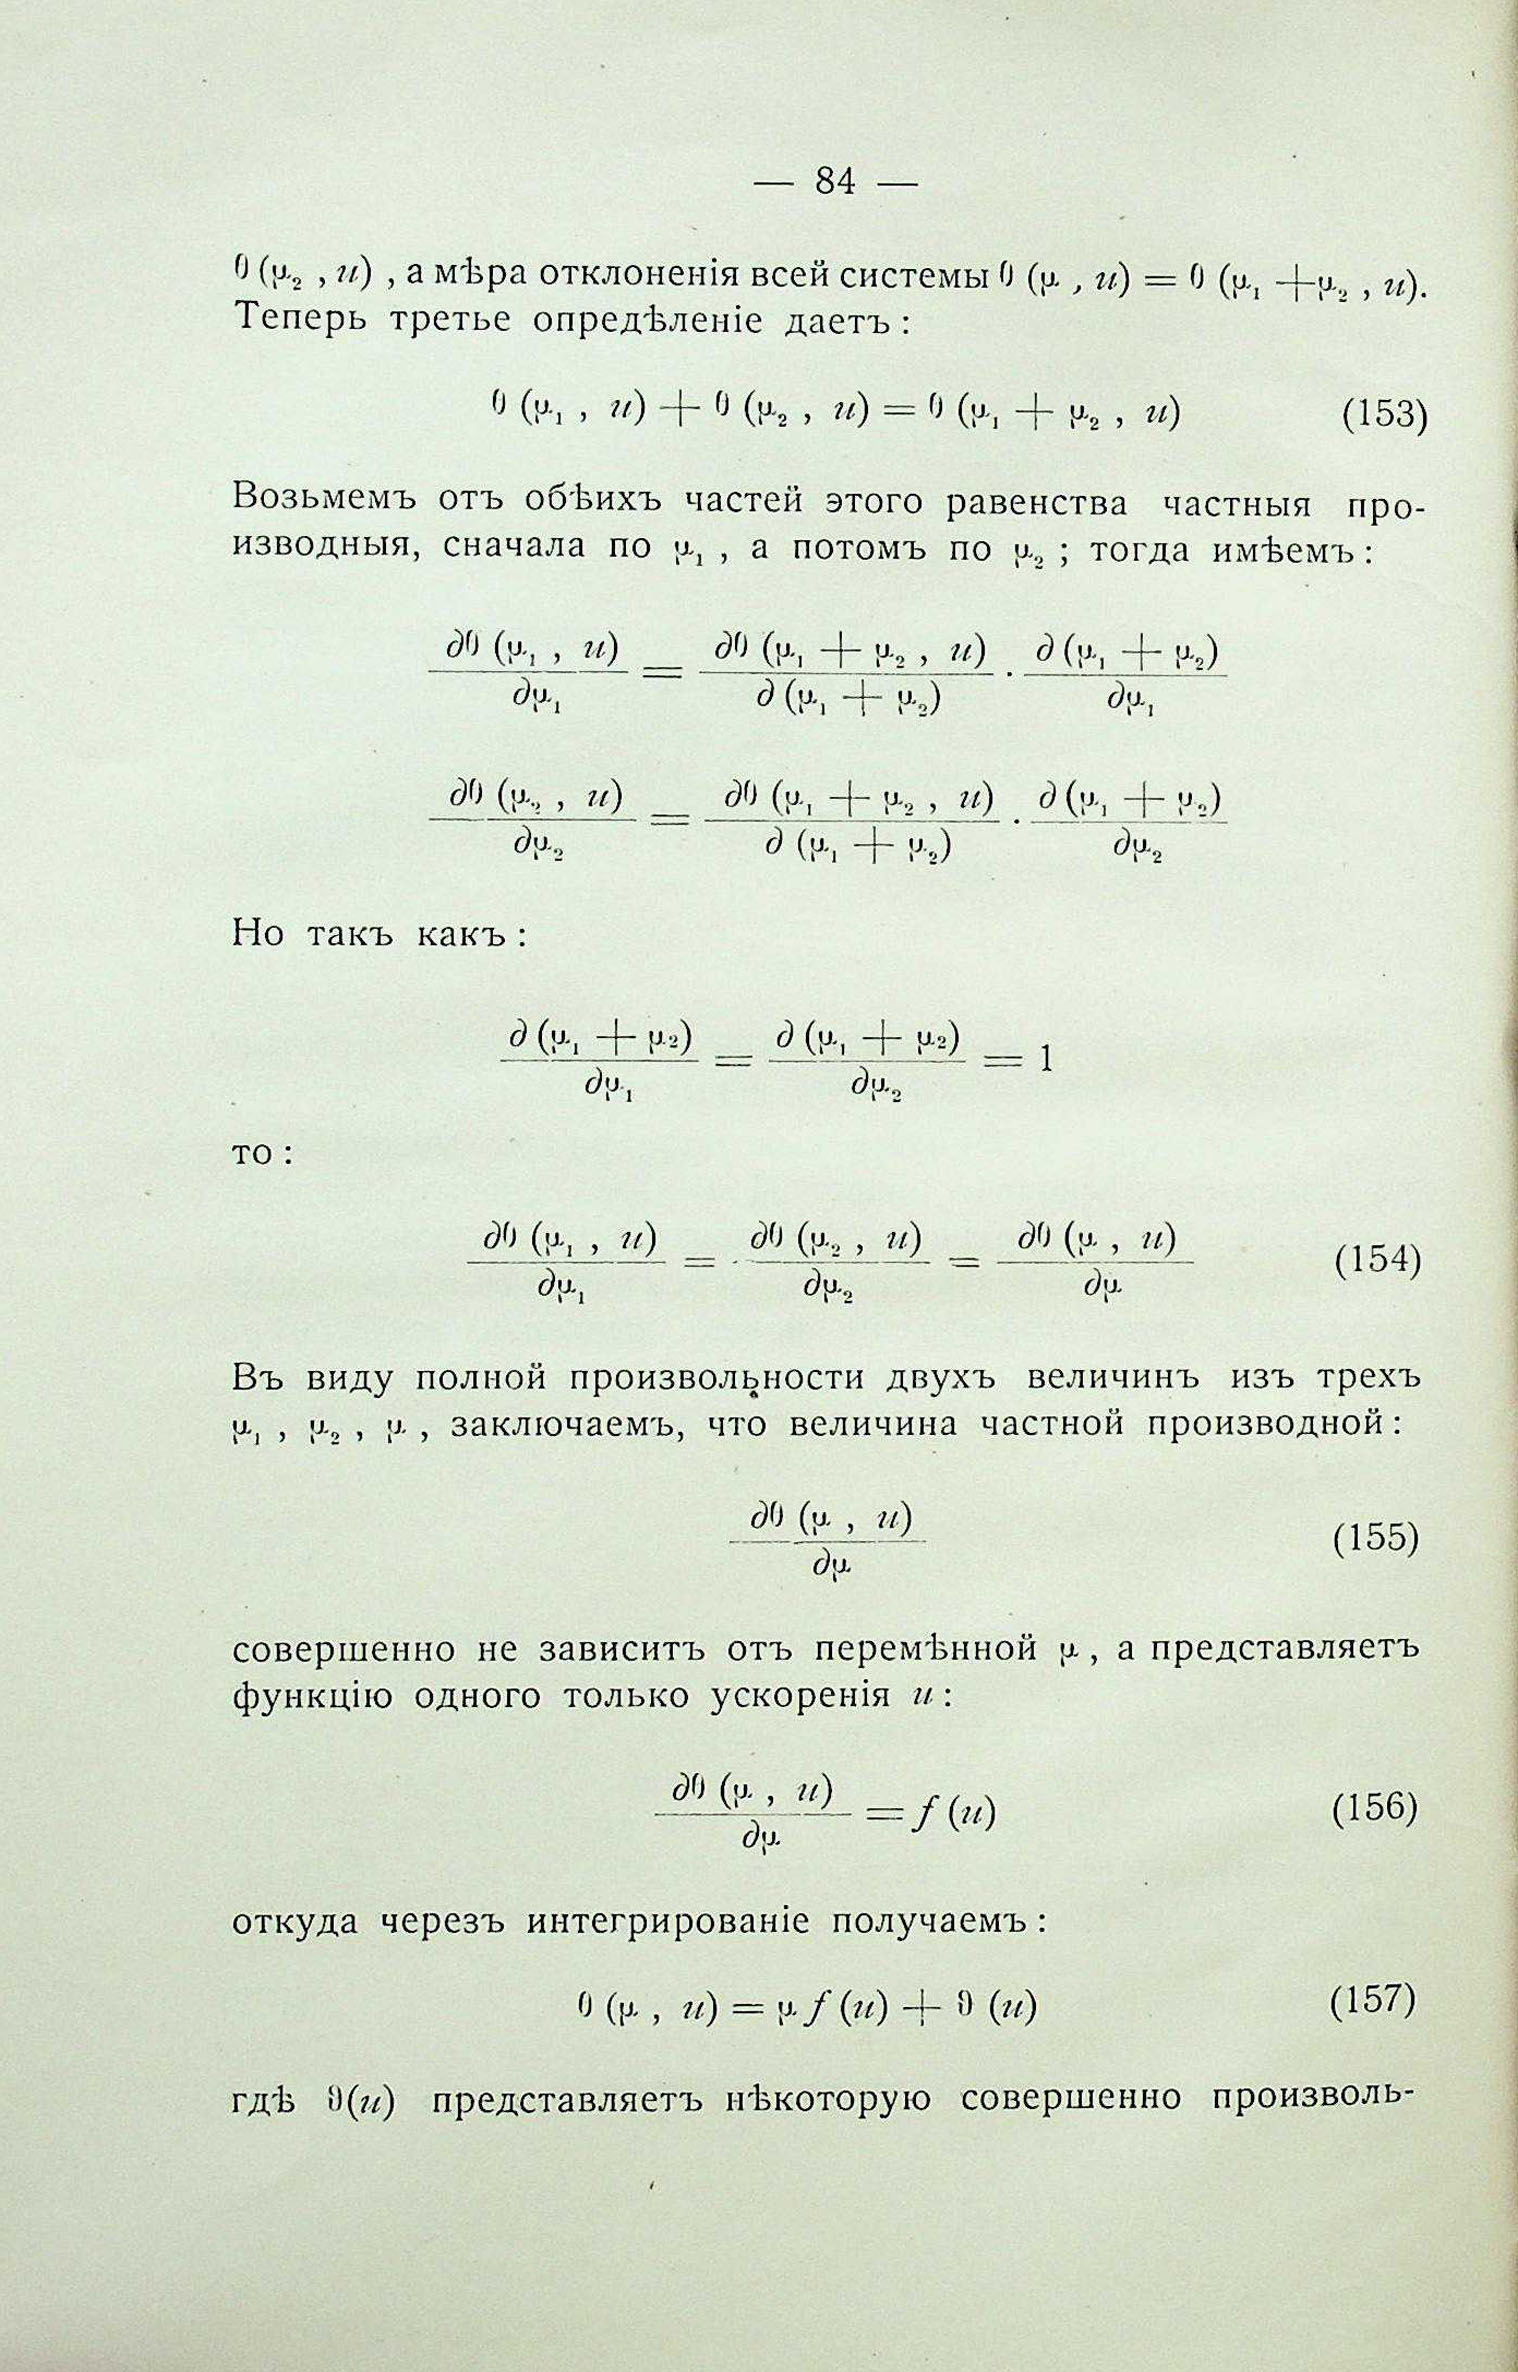 — 84 —
θ (μ₂ , u) , а мѣра отклоненія всей системы θ (μ , u) = θ (μ₁ + μ₂ , u).
Теперь третье опредѣленіе даетъ :
θ (μ₁ , u) + θ (μ₂ , u) = θ (μ₁ + μ₂ , u) (153)
Возьмемъ отъ обѣихъ частей этого равенства частныя про-
изводныя, сначала по μ₁ , а потомъ по μ₂ ; тогда имѣемъ :
∂θ (μ₁ , u) / ∂μ₁ = ∂θ (μ₁ + μ₂ , u) / ∂ (μ₁ + μ₂) · ∂ (μ₁ + μ₂) / ∂μ₁
∂θ (μ₂ , u) / ∂μ₂ = ∂θ (μ₁ + μ₂ , u) / ∂ (μ₁ + μ₂) · ∂ (μ₁ + μ₂) / ∂μ₂
Но такъ какъ :
∂ (μ₁ + μ₂) / ∂μ₁ = ∂ (μ₁ + μ₂) / ∂μ₂ = 1
то :
∂θ (μ₁ , u) / ∂μ₁ = ∂θ (μ₂ , u) / ∂μ₂ = ∂θ (μ , u) / ∂μ (154)
Въ виду полной произвольности двухъ величинъ изъ трехъ
μ₁ , μ₂ , μ , заключаемъ, что величина частной производной :
∂θ (μ , u) / ∂μ (155)
совершенно не зависитъ отъ перемѣнной μ , а представляетъ
функцію одного только ускоренія u :
∂θ (μ , u) / ∂μ = f (u) (156)
откуда черезъ интегрированіе получаемъ :
θ (μ , u) = μ f (u) + ϑ (u) (157)
гдѣ ϑ(u) представляетъ нѣкоторую совершенно произволь-